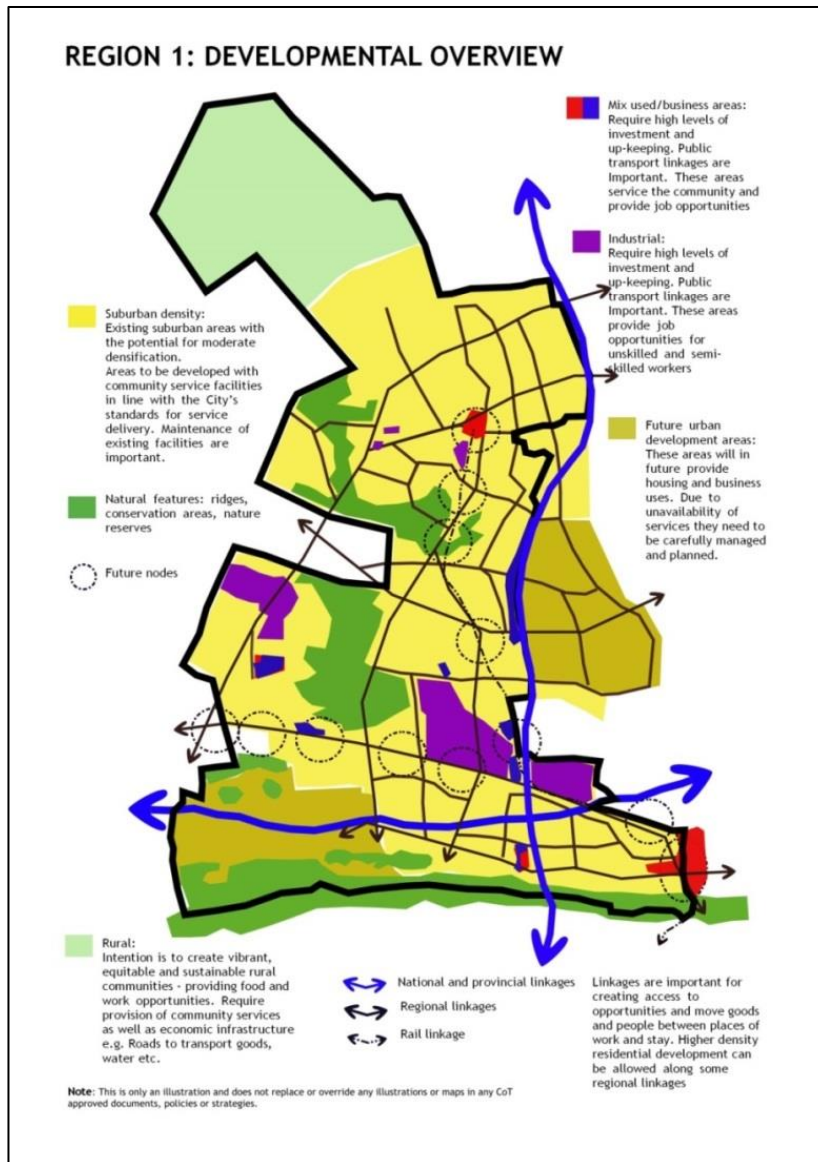 REGION 1: DEVELOPMENTAL OVERVIEW
Mix used/business areas:
Require high levels of
investment and
up-keeping. Public
transport linkages are
Important. These areas
service the community and
provide job opportunities
Industrial:
Require high levels of
investment and
up-keeping. Public
transport linkages are
Important. These areas
provide job
opportunities for
unskilled and semi-
skilled workers
Suburban density:
Existing suburban areas with
the potential for moderate
densification.
Areas to be developed with
community service facilities
in line with the City's
standards for service
delivery. Maintenance of
existing facilities are
important.
Future urban
development areas:
These areas will in
future provide
housing and business
uses. Due to
unavailability of
services they need to
be carefully managed
and planned.
Natural features: ridges,
conservation areas, nature
reserves
Future nodes
Rural:
Intention is to create vibrant,
equitable and sustainable rural
communities - providing food and
work opportunities. Require
provision of community services
as well as economic infrastructure
e.g. Roads to transport goods,
water etc.
National and provincial linkages
Regional linkages
Rail linkage
Linkages are important for
creating access to
opportunities and move goods
and people between places of
work and stay. Higher density
residential development can
be allowed along some
regional linkages
Note: This is only an illustration and does not replace or override any illustrations or maps in any CoT
approved documents, policies or strategies.